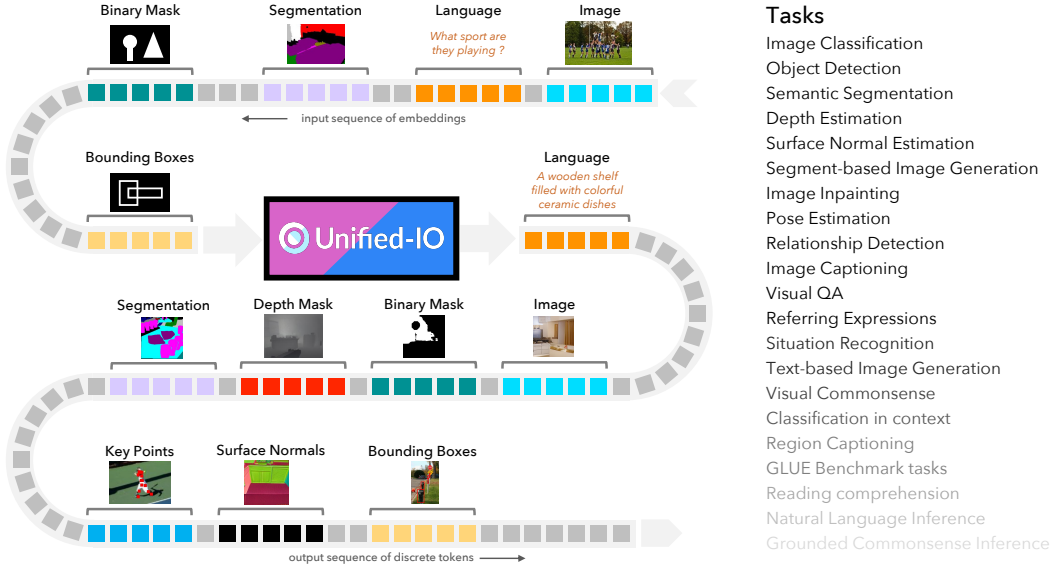 Binary Mask
Segmentation
Language
Image
What sport are
they playing ?
input sequence of embeddings
Bounding Boxes
Language
A wooden shelf
filled with colorful
ceramic dishes
Unified-IO
Segmentation
Depth Mask
Binary Mask
Image
Key Points
Surface Normals
Bounding Boxes
output sequence of discrete tokens
Tasks
Image Classification
Object Detection
Semantic Segmentation
Depth Estimation
Surface Normal Estimation
Segment-based Image Generation
Image Inpainting
Pose Estimation
Relationship Detection
Image Captioning
Visual QA
Referring Expressions
Situation Recognition
Text-based Image Generation
Visual Commonsense
Classification in context
Region Captioning
GLUE Benchmark tasks
Reading comprehension
Natural Language Inference
Grounded Commonsense Inference